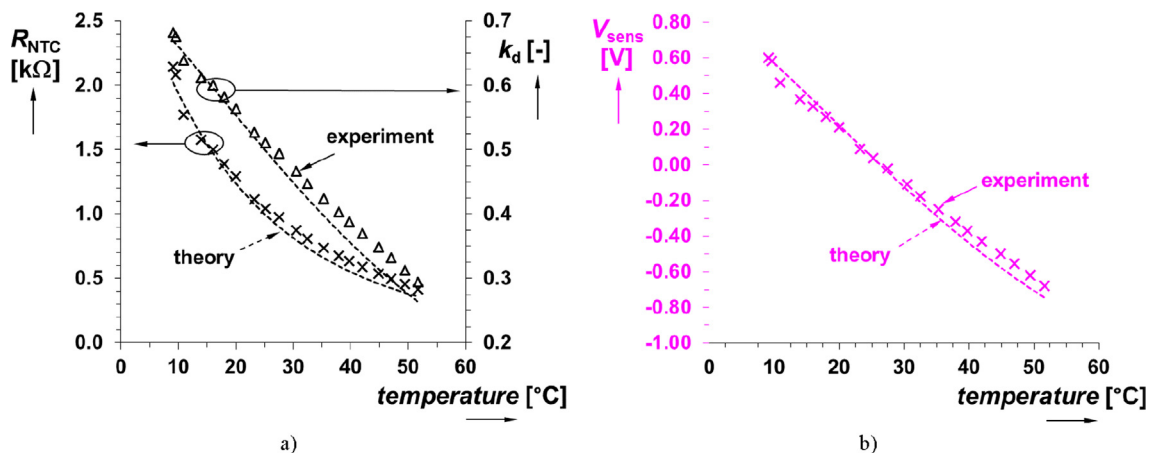 R_NTC
[kΩ]
2.5
2.0
1.5
1.0
0.5
0.0
k_d [-]
0.7
0.6
0.5
0.4
0.3
0.2
experiment
theory
0 10 20 30 40 50 60
temperature [°C]
a)
V_sens
[V]
0.80
0.60
0.40
0.20
0.00
-0.20
-0.40
-0.60
-0.80
-1.00
experiment
theory
0 10 20 30 40 50 60
temperature [°C]
b)